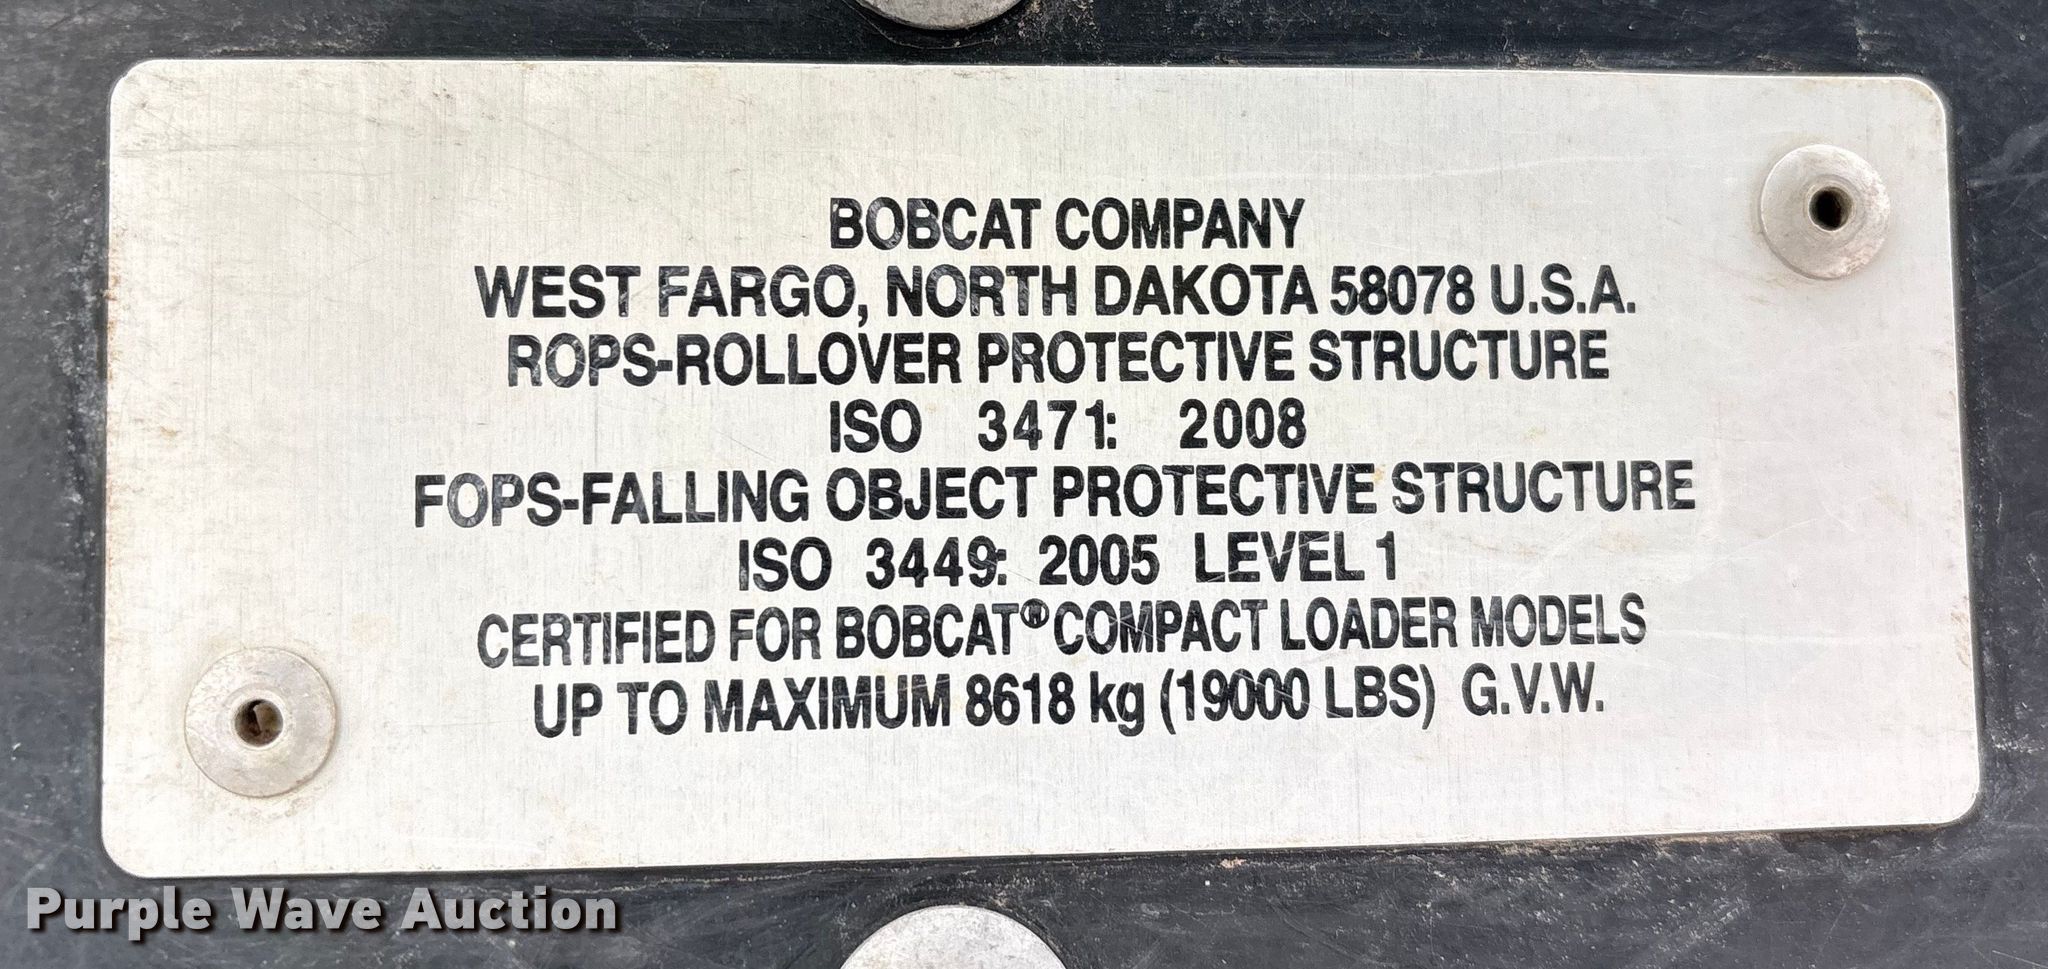 BOBCAT COMPANY
WEST FARGO, NORTH DAKOTA 58078 U.S.A.
ROPS-ROLLOVER PROTECTIVE STRUCTURE
ISO 3471: 2008
FOPS-FALLING OBJECT PROTECTIVE STRUCTURE
ISO 3449: 2005 LEVEL 1
CERTIFIED FOR BOBCAT® COMPACT LOADER MODELS
UP TO MAXIMUM 8618 kg (19000 LBS) G.V.W.
Purple Wave Auction